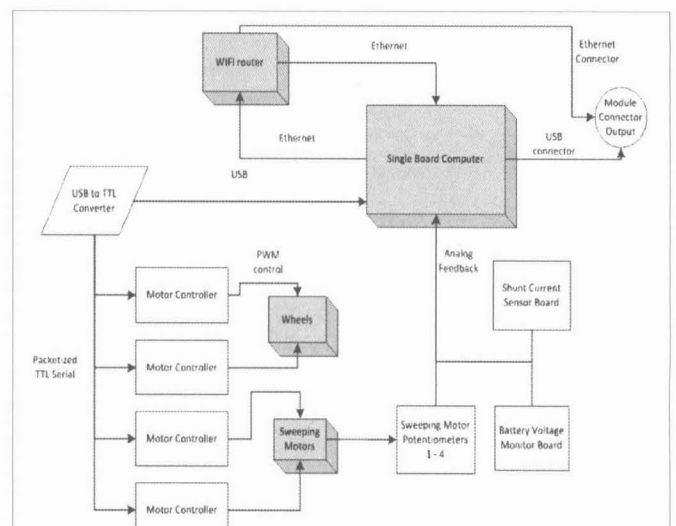 Ethernet
Ethernet
Connector
WIFI router
Module
Connector
Output
Ethernet
Single Board Computer
USB
connector
USB
USB to TTL
Converter
PWM
control
Analog
Feedback
Motor Controller
Shunt Current
Sensor Board
Wheels
Packetized
TTL Serial
Motor Controller
Motor Controller
Sweeping
Motors
Sweeping Motor
Potentiometers
1 - 4
Battery Voltage
Monitor Board
Motor Controller